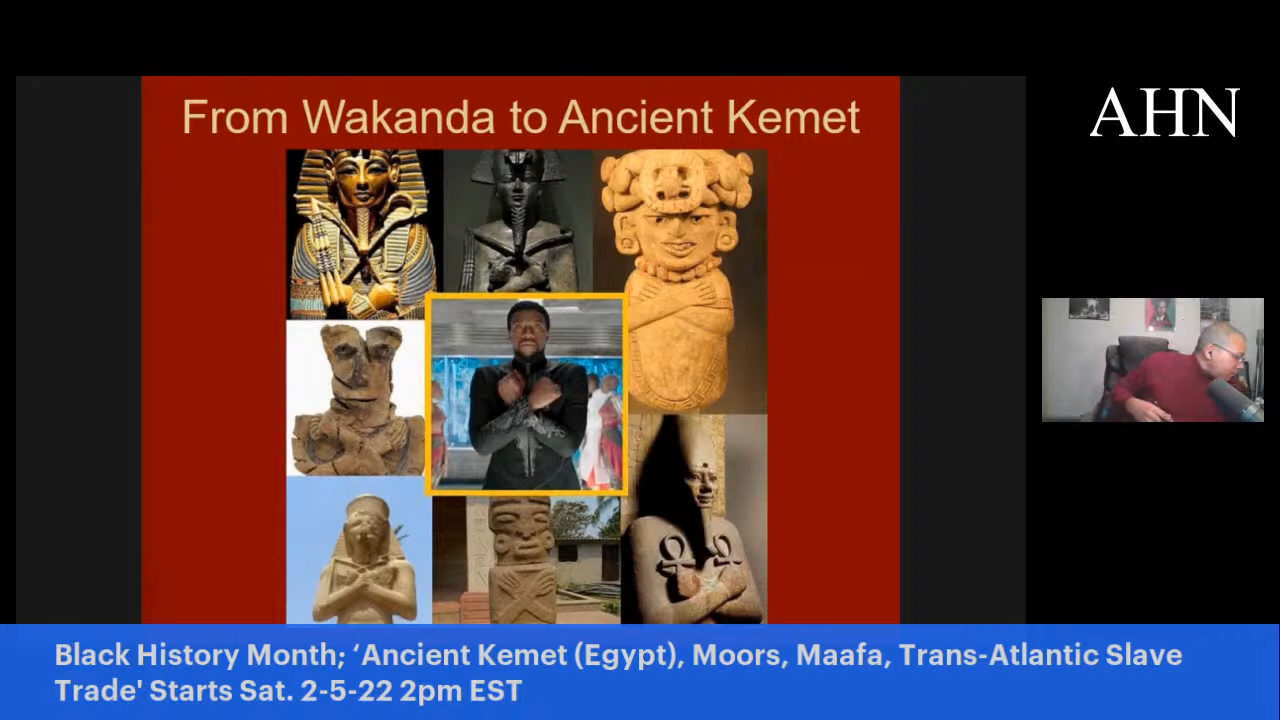 From Wakanda to Ancient Kemet
AHN
Black History Month; ‘Ancient Kemet (Egypt), Moors, Maafa, Trans-Atlantic Slave
Trade' Starts Sat. 2-5-22 2pm EST